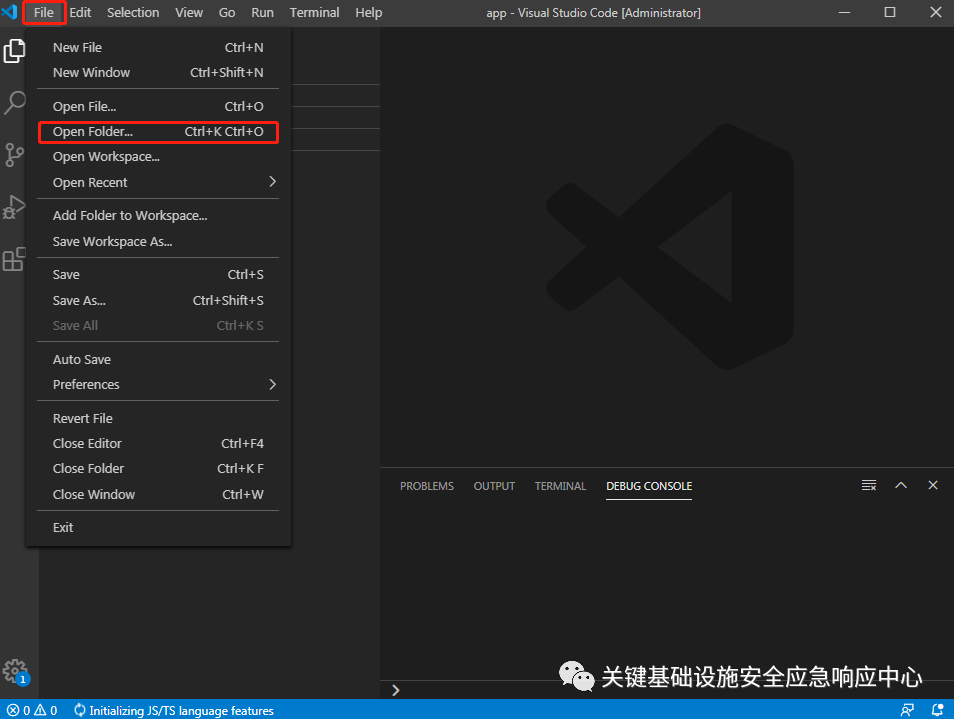 File Edit Selection View Go Run Terminal Help app - Visual Studio Code [Administrator]
New File Ctrl+N
New Window Ctrl+Shift+N
Open File... Ctrl+O
Open Folder... Ctrl+K Ctrl+O
Open Workspace...
Open Recent
Add Folder to Workspace...
Save Workspace As...
Save Ctrl+S
Save As... Ctrl+Shift+S
Save All Ctrl+K S
Auto Save
Preferences
Revert File
Close Editor Ctrl+F4
Close Folder Ctrl+K F
Close Window Ctrl+W
Exit
PROBLEMS OUTPUT TERMINAL DEBUG CONSOLE
关键基础设施安全应急响应中心
1
0 0 Initializing JS/TS language features